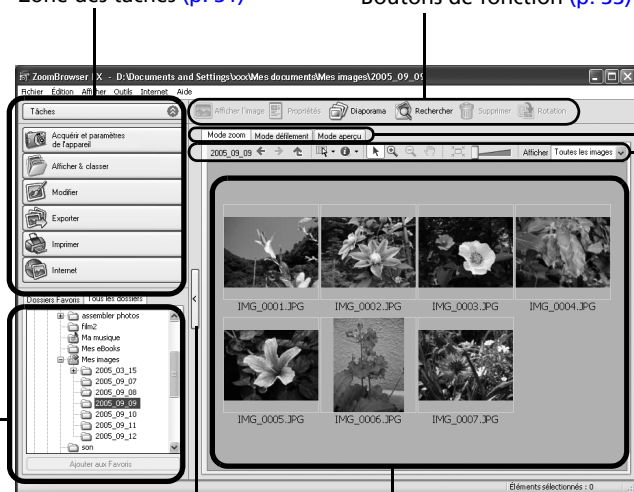 Zone des tâches (p. 34)
Boutons de fonction (p. 35)
ZoomBrowser EX - D:\Documents and Settings\xxx\Mes documents\Mes images\2005_09_09
Fichier Édition Afficher Outils Internet Aide
Tâches
Afficher l'image Propriétés Diaporama Rechercher Supprimer Rotation
Acquérir et paramètres
de l'appareil
Afficher & classer
Modifier
Exporter
Imprimer
Internet
Mode zoom Mode défilement Mode aperçu
2005_09_09 Afficher Toutes les images
IMG_0001.JPG IMG_0002.JPG IMG_0003.JPG IMG_0004.JPG
IMG_0005.JPG IMG_0006.JPG IMG_0007.JPG
Dossiers Favoris Tous les dossiers
assembler photos
film2
Ma musique
Mes eBooks
Mes images
2005_03_15
2005_09_07
2005_09_08
2005_09_09
2005_09_10
2005_09_11
2005_09_12
son
Ajouter aux Favoris
Éléments sélectionnés : 0